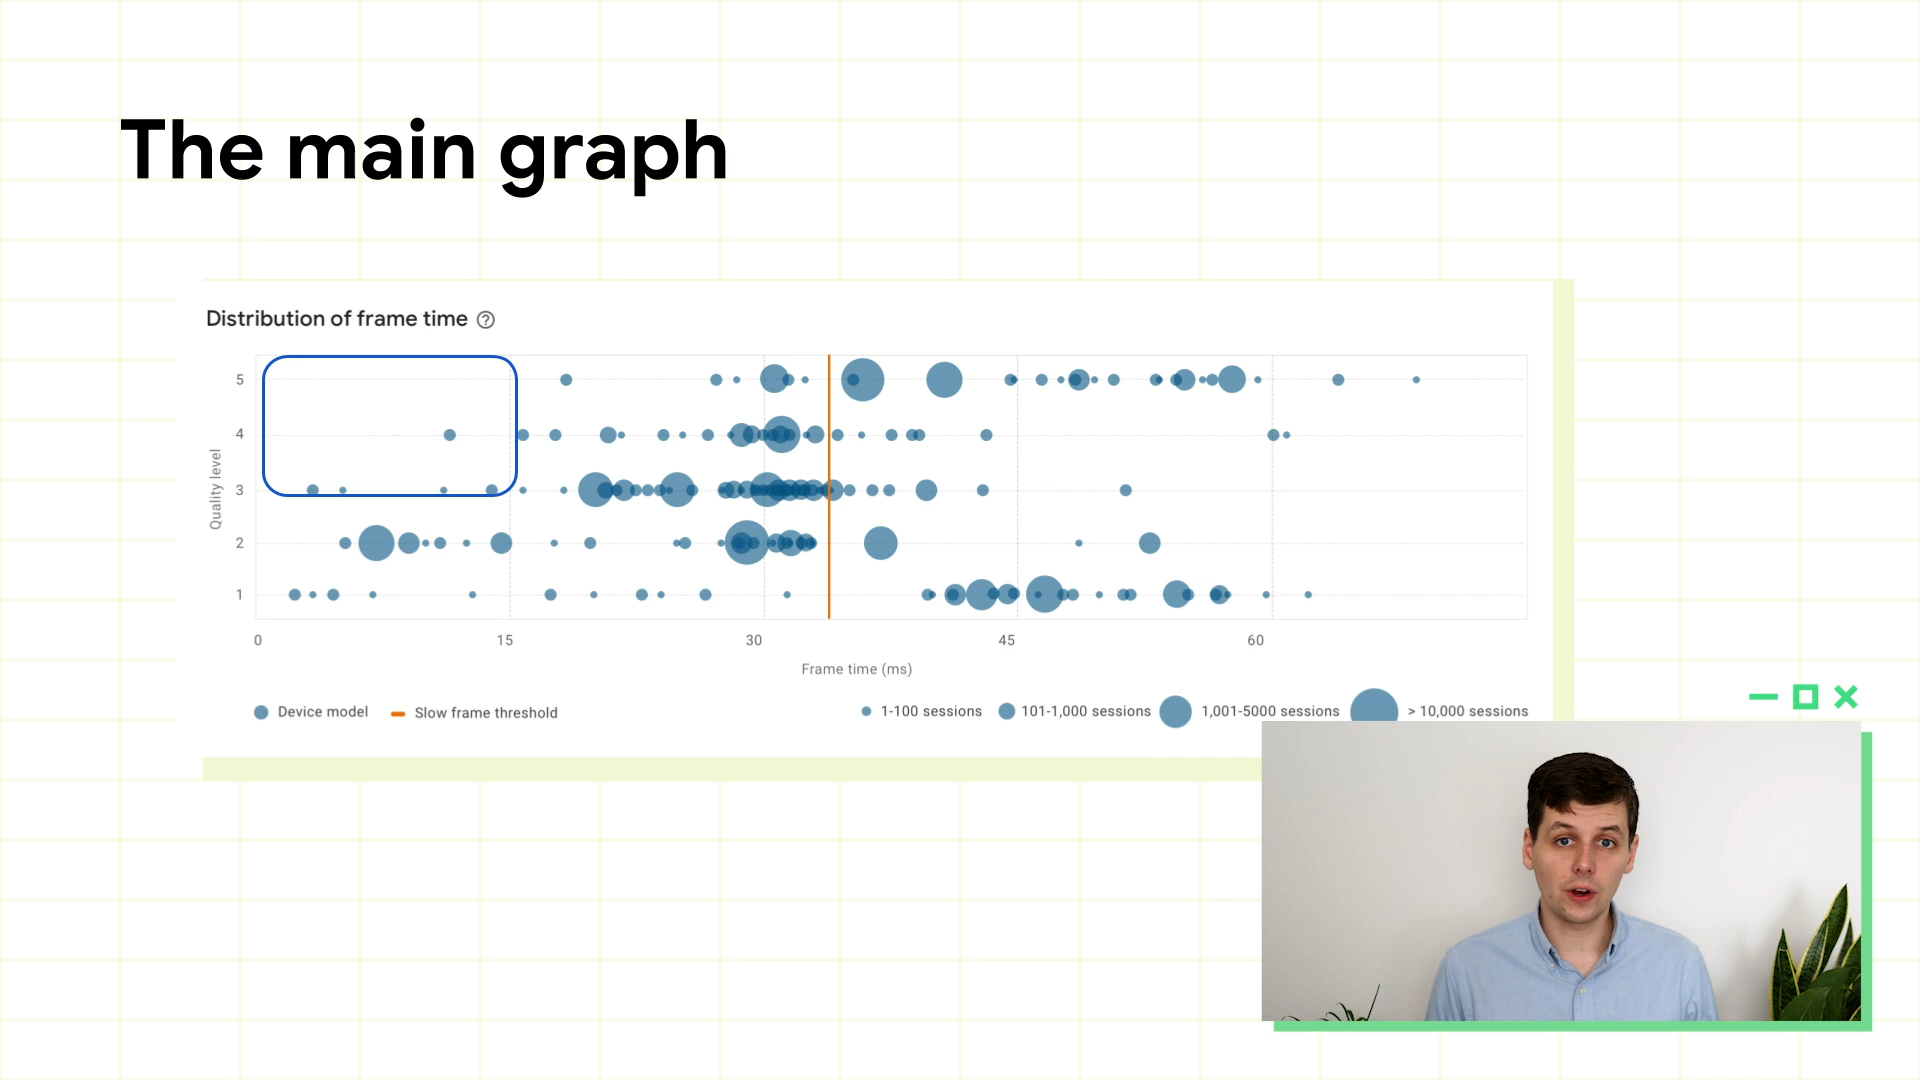 The main graph
Distribution of frame time ?
5
4
3
2
1
Quality level
0 15 30 45 60
Frame time (ms)
Device model Slow frame threshold 1-100 sessions 101-1,000 sessions 1,001-5000 sessions > 10,000 sessions